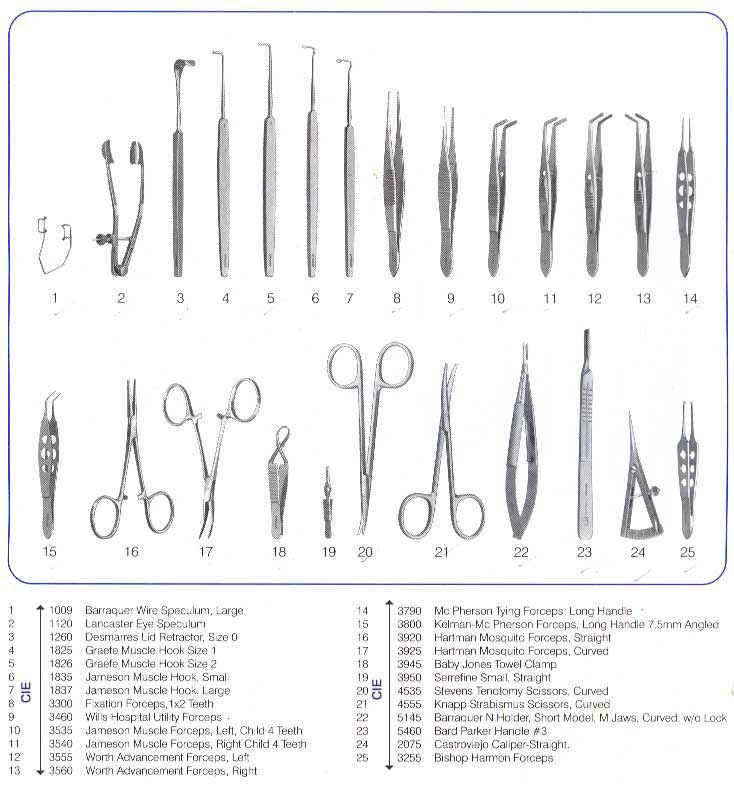 1 2 3 4 5 6 7 8 9 10 11 12 13 14
15 16 17 18 19 20 21 22 23 24 25
1 1009 Barraquer Wire Speculum, Large
2 1120 Lancaster Eye Speculum
3 1260 Desmarres Lid Retractor, Size 0
4 1825 Graefe Muscle Hook Size 1
5 1826 Graefe Muscle Hook Size 2
6 1835 Jameson Muscle Hook, Small
7 1837 Jameson Muscle Hook, Large
8 3300 Fixation Forceps,1x2 Teeth
9 3460 Wills Hospital Utility Forceps
10 3535 Jameson Muscle Forceps, Left, Child 4 Teeth
11 3540 Jameson Muscle Forceps, Right Child 4 Teeth
12 3555 Worth Advancement Forceps, Left
13 3560 Worth Advancement Forceps, Right
CIE
14 3790 Mc Pherson Tying Forceps, Long Handle
15 3800 Kelman-Mc Pherson Forceps, Long Handle 7.5mm Angled
16 3920 Hartman Mosquito Forceps, Straight
17 3925 Hartman Mosquito Forceps, Curved
18 3945 Baby Jones Towel Clamp
19 3950 Serrefine Small, Straight
20 4535 Stevens Tenotomy Scissors, Curved
21 4555 Knapp Strabismus Scissors, Curved
22 5145 Barraquer N.Holder, Short Model, M.Jaws, Curved, w/o Lock
23 5460 Bard Parker Handle #3
24 2075 Castroviejo Caliper-Straight.
25 3255 Bishop Harmon Forceps
CIE